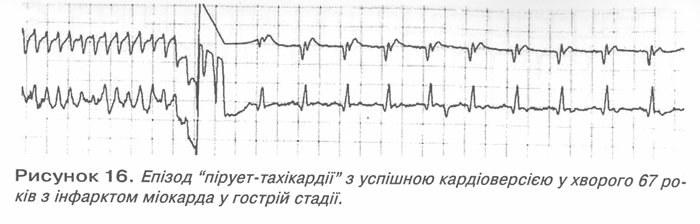 Рисунок 16. Епізод “пірует-тахікардії” з успішною кардіоверсією у хворого 67 ро-
ків з інфарктом міокарда у гострій стадії.